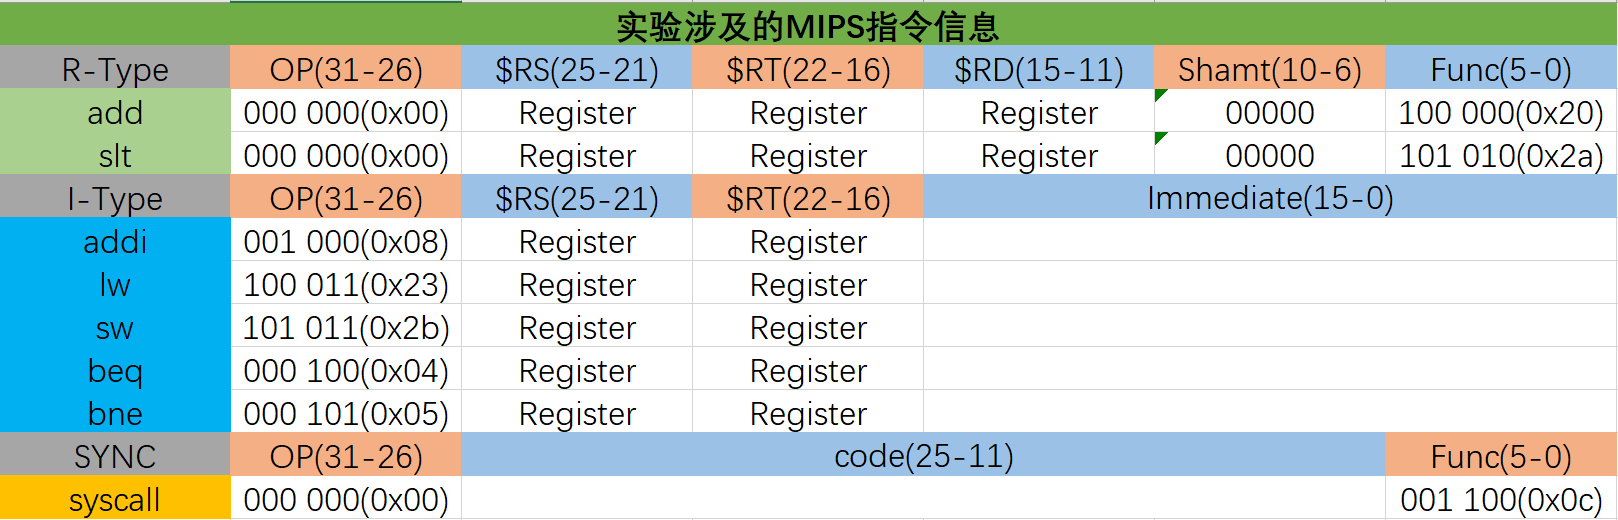 实验涉及的MIPS指令信息
R-Type OP(31-26) $RS(25-21) $RT(22-16) $RD(15-11) Shamt(10-6) Func(5-0)
add 000 000(0x00) Register Register Register 00000 100 000(0x20)
slt 000 000(0x00) Register Register Register 00000 101 010(0x2a)
I-Type OP(31-26) $RS(25-21) $RT(22-16) Immediate(15-0)
addi 001 000(0x08) Register Register
lw 100 011(0x23) Register Register
sw 101 011(0x2b) Register Register
beq 000 100(0x04) Register Register
bne 000 101(0x05) Register Register
SYNC OP(31-26) code(25-11) Func(5-0)
syscall 000 000(0x00) 001 100(0x0c)